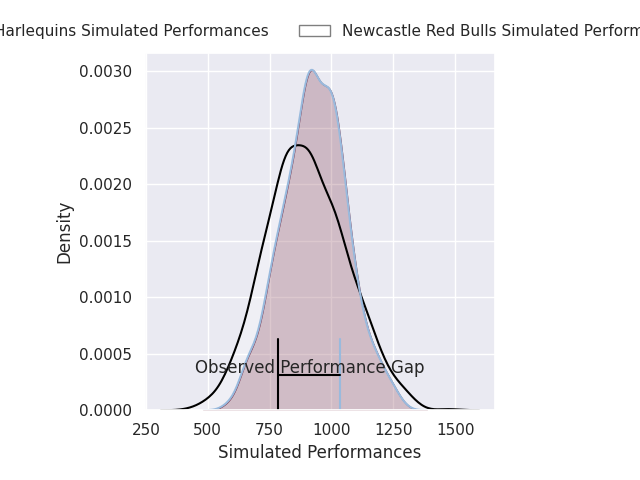 Harlequins Simulated Performances
Newcastle Red Bulls Simulated
0.0030
0.0025
0.0020
0.0015
0.0010
0.0005
0.0000
Density
Observed Performance Gap
250 500 750 1000 1250 1500
Simulated Performances